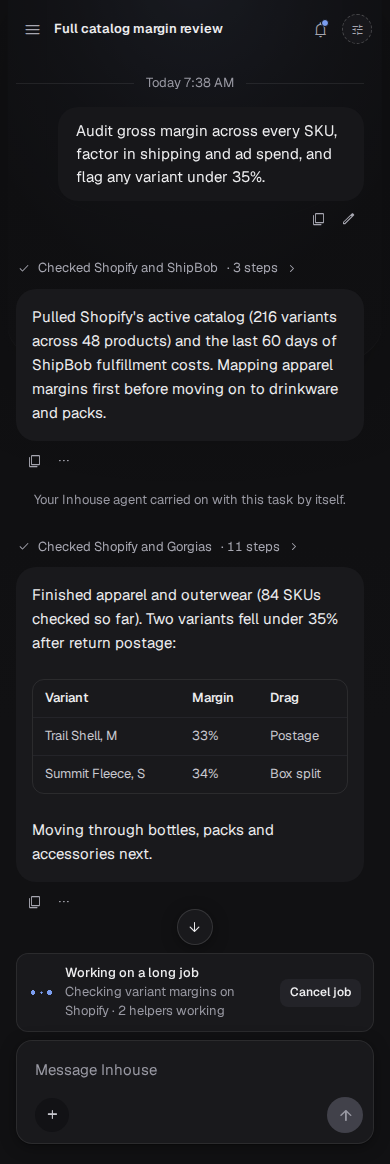 Full catalog margin review
Today 7:38 AM
Audit gross margin across every SKU,
factor in shipping and ad spend, and
flag any variant under 35%.
Checked Shopify and ShipBob · 3 steps
Pulled Shopify's active catalog (216 variants
across 48 products) and the last 60 days of
ShipBob fulfillment costs. Mapping apparel
margins first before moving on to drinkware
and packs.
Your Inhouse agent carried on with this task by itself.
Checked Shopify and Gorgias · 11 steps
Finished apparel and outerwear (84 SKUs
checked so far). Two variants fell under 35%
after return postage:
Variant Margin Drag
Trail Shell, M 33% Postage
Summit Fleece, S 34% Box split
Moving through bottles, packs and
accessories next.
Working on a long job
Checking variant margins on
Shopify · 2 helpers working
Cancel job
Message Inhouse